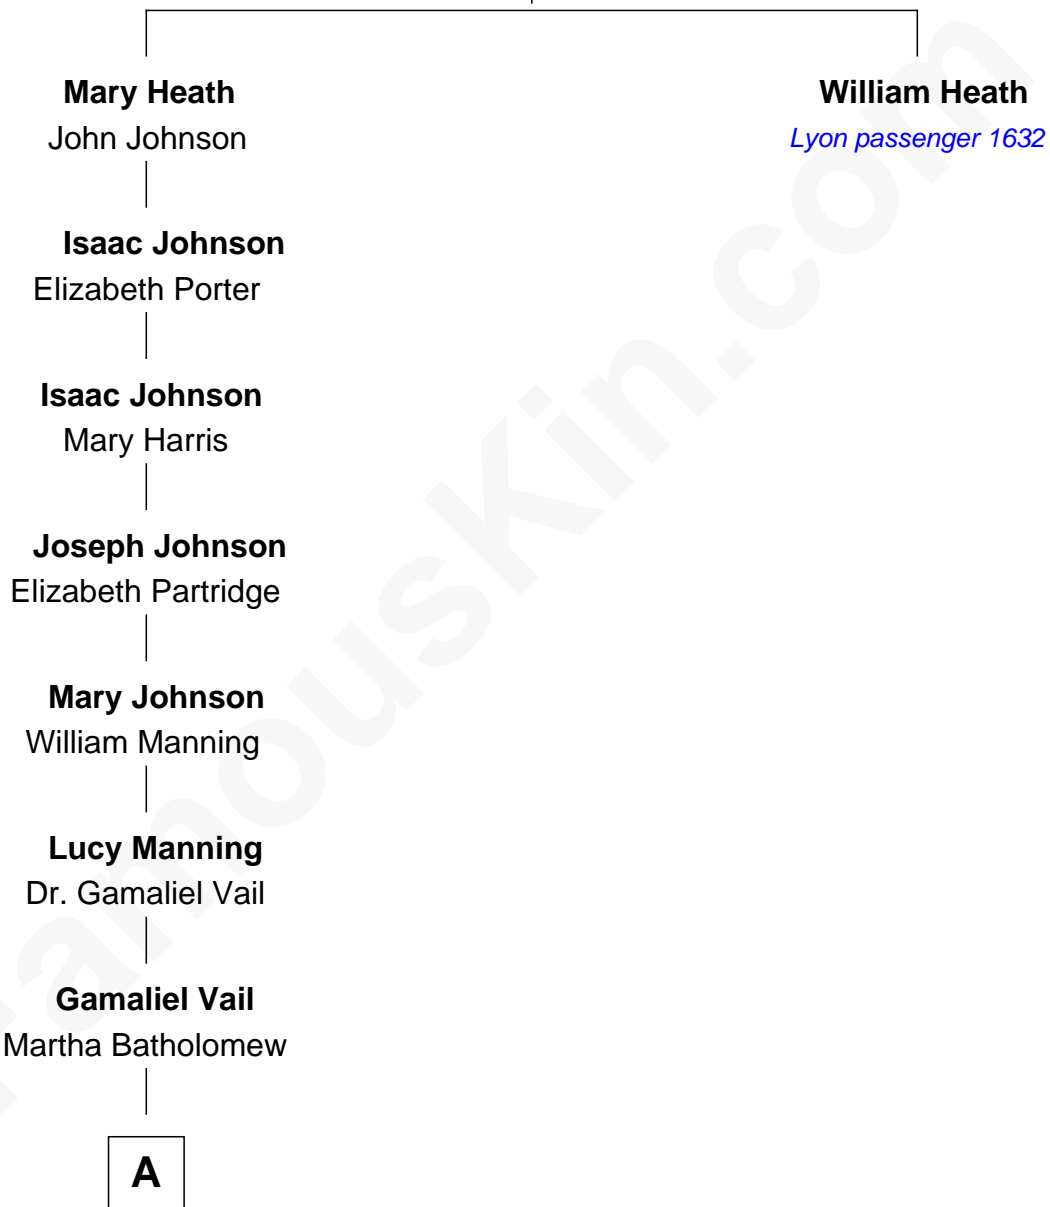 Mary Heath
John Johnson
William Heath
Lyon passenger 1632
Isaac Johnson
Elizabeth Porter
Isaac Johnson
Mary Harris
Joseph Johnson
Elizabeth Partridge
Mary Johnson
William Manning
Lucy Manning
Dr. Gamaliel Vail
Gamaliel Vail
Martha Batholomew
A
FamousKin.com